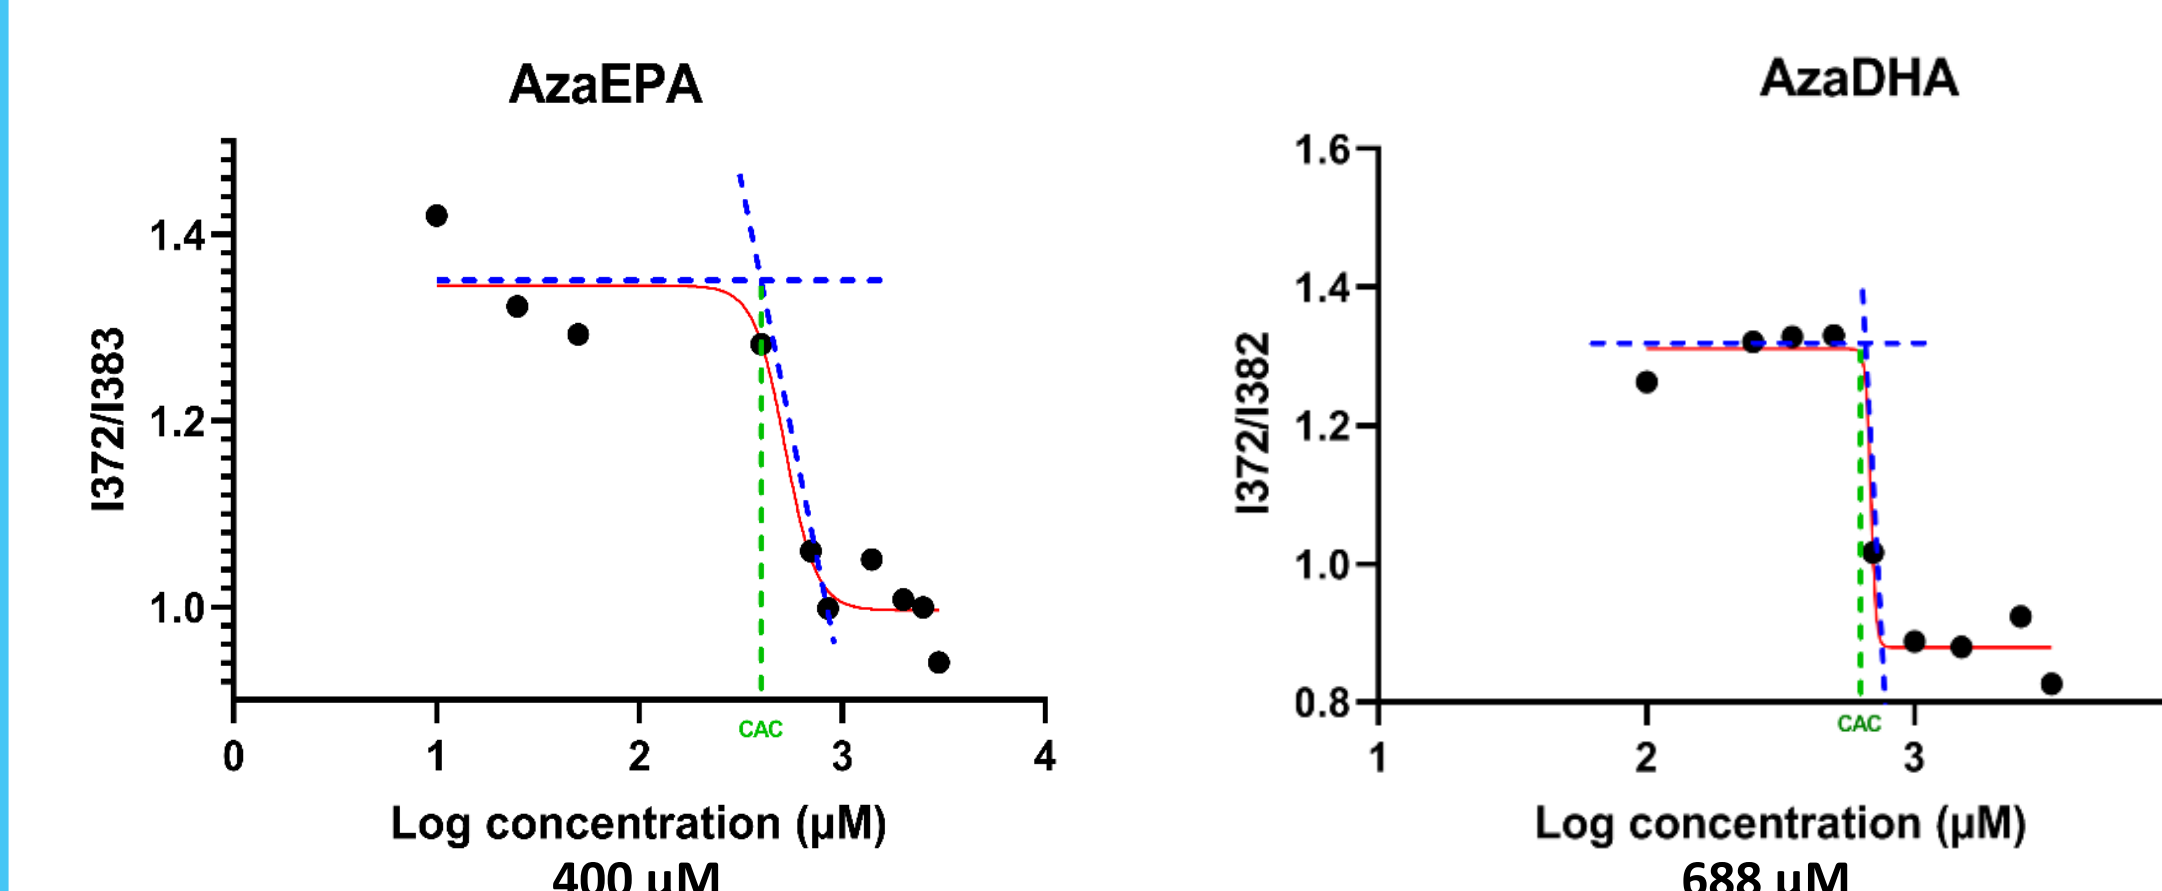 AzaEPA
I372/I383
1.4
1.2
1.0
0
1
2
3
4
CAC
Log concentration (µM)
400 µM
AzaDHA
I372/I382
1.6
1.4
1.2
1.0
0.8
1
2
3
CAC
Log concentration (µM)
688 µM